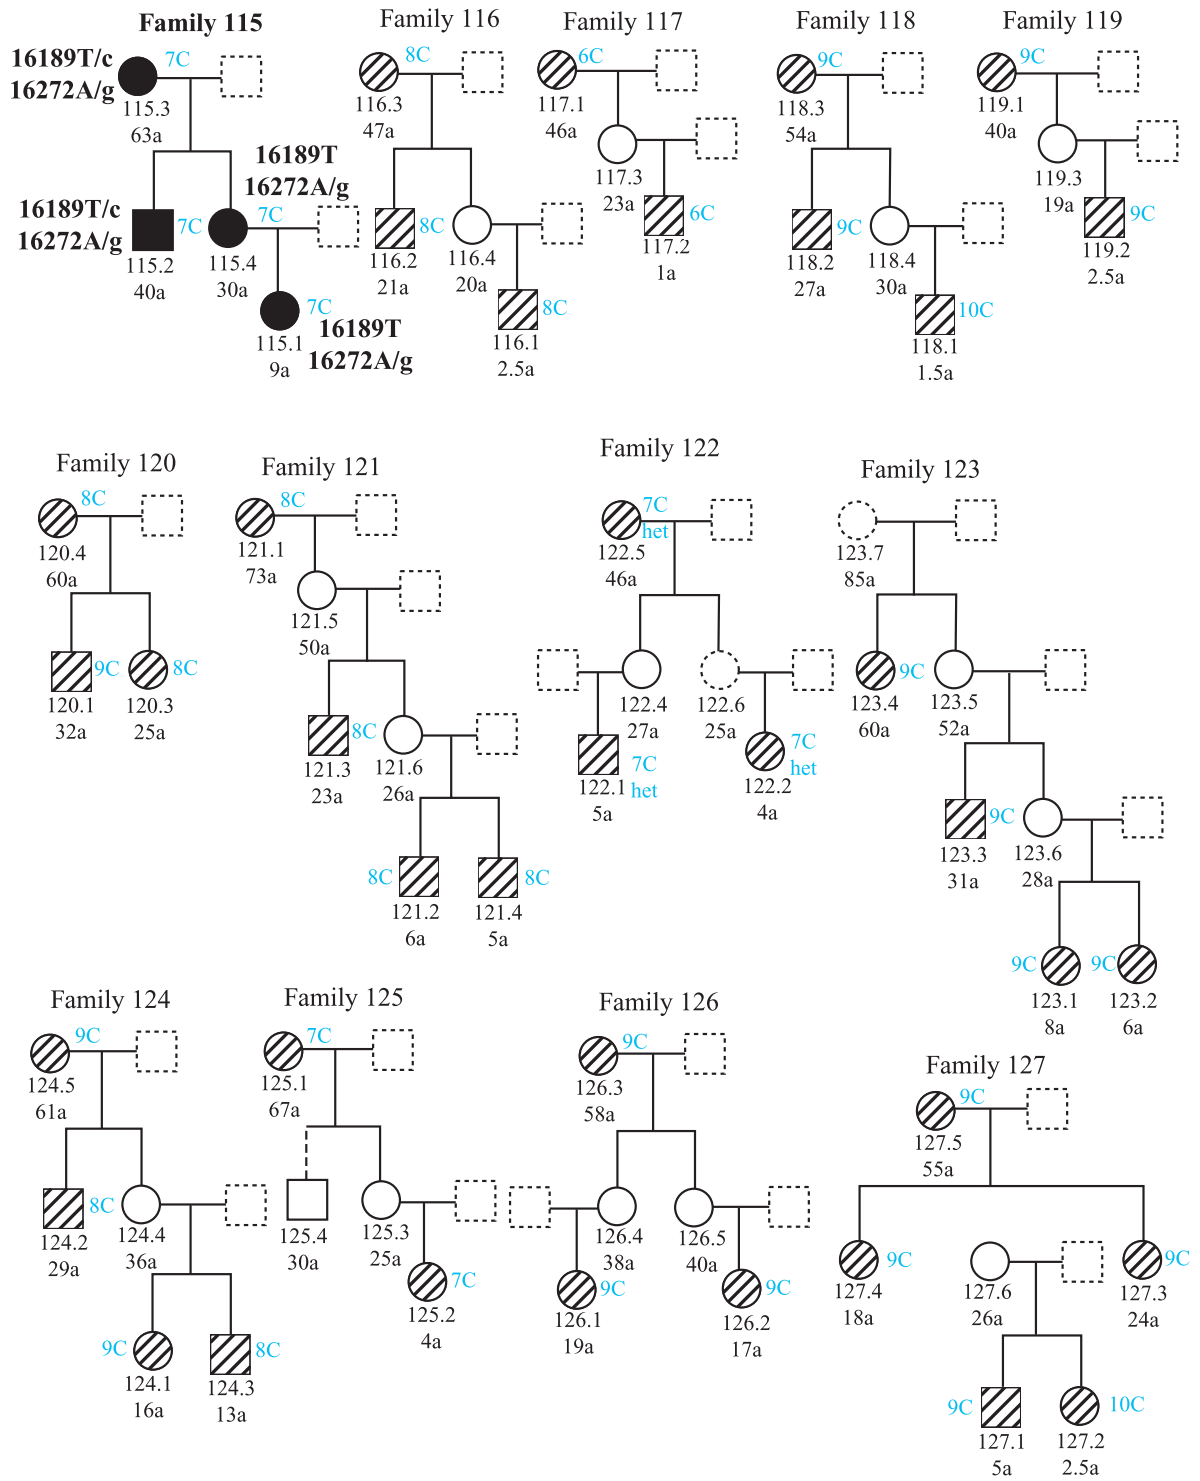 Family 115
16189T/c
16272A/g
7C
115.3
63a
16189T
16272A/g
16189T/c
16272A/g
7C
7C
115.2
40a
115.4
30a
7C
16189T
16272A/g
115.1
9a
Family 116
8C
116.3
47a
8C
116.2
21a
116.4
20a
8C
116.1
2.5a
Family 117
6C
117.1
46a
117.3
23a
6C
117.2
1a
Family 118
9C
118.3
54a
9C
118.2
27a
118.4
30a
10C
118.1
1.5a
Family 119
9C
119.1
40a
119.3
19a
9C
119.2
2.5a
Family 120
8C
120.4
60a
9C
8C
120.1
32a
120.3
25a
Family 121
8C
121.1
73a
121.5
50a
8C
121.3
23a
121.6
26a
8C
8C
121.2
6a
121.4
5a
Family 122
7C
het
122.5
46a
122.4
27a
122.6
25a
7C
het
122.1
5a
7C
het
122.2
4a
Family 123
123.7
85a
9C
123.4
60a
123.5
52a
9C
123.3
31a
123.6
28a
9C
9C
123.1
8a
123.2
6a
Family 124
9C
124.5
61a
8C
124.2
29a
124.4
36a
9C
8C
124.1
16a
124.3
13a
Family 125
7C
125.1
67a
125.4
30a
125.3
25a
7C
125.2
4a
Family 126
9C
126.3
58a
126.4
38a
126.5
40a
9C
9C
126.1
19a
126.2
17a
Family 127
9C
127.5
55a
9C
9C
127.4
18a
127.6
26a
127.3
24a
9C
10C
127.1
5a
127.2
2.5a